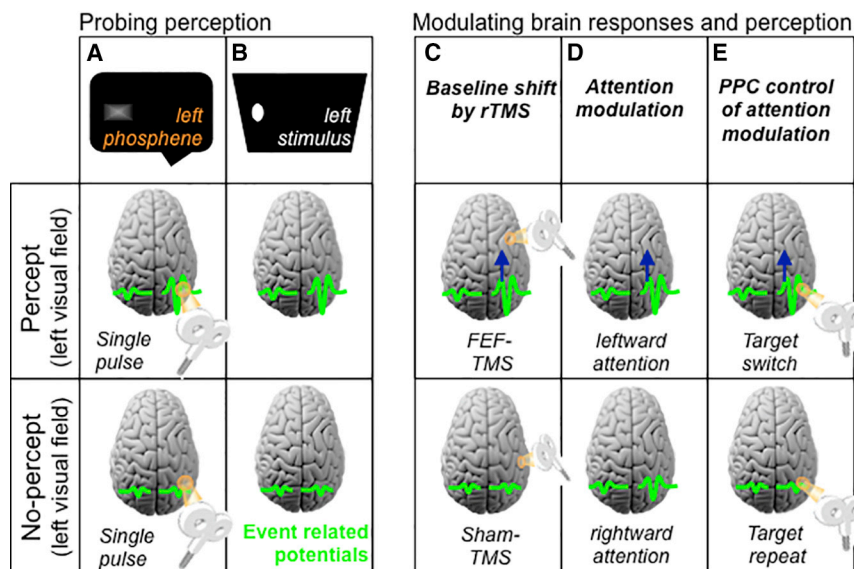 Probing perception
Modulating brain responses and perception
A
B
C
D
E
left
phosphene
left
stimulus
Baseline shift
by rTMS
Attention
modulation
PPC control
of attention
modulation
Percept
(left visual field)
Single
pulse
FEF-
TMS
leftward
attention
Target
switch
No-percept
(left visual field)
Single
pulse
Event related
potentials
Sham-
TMS
rightward
attention
Target
repeat